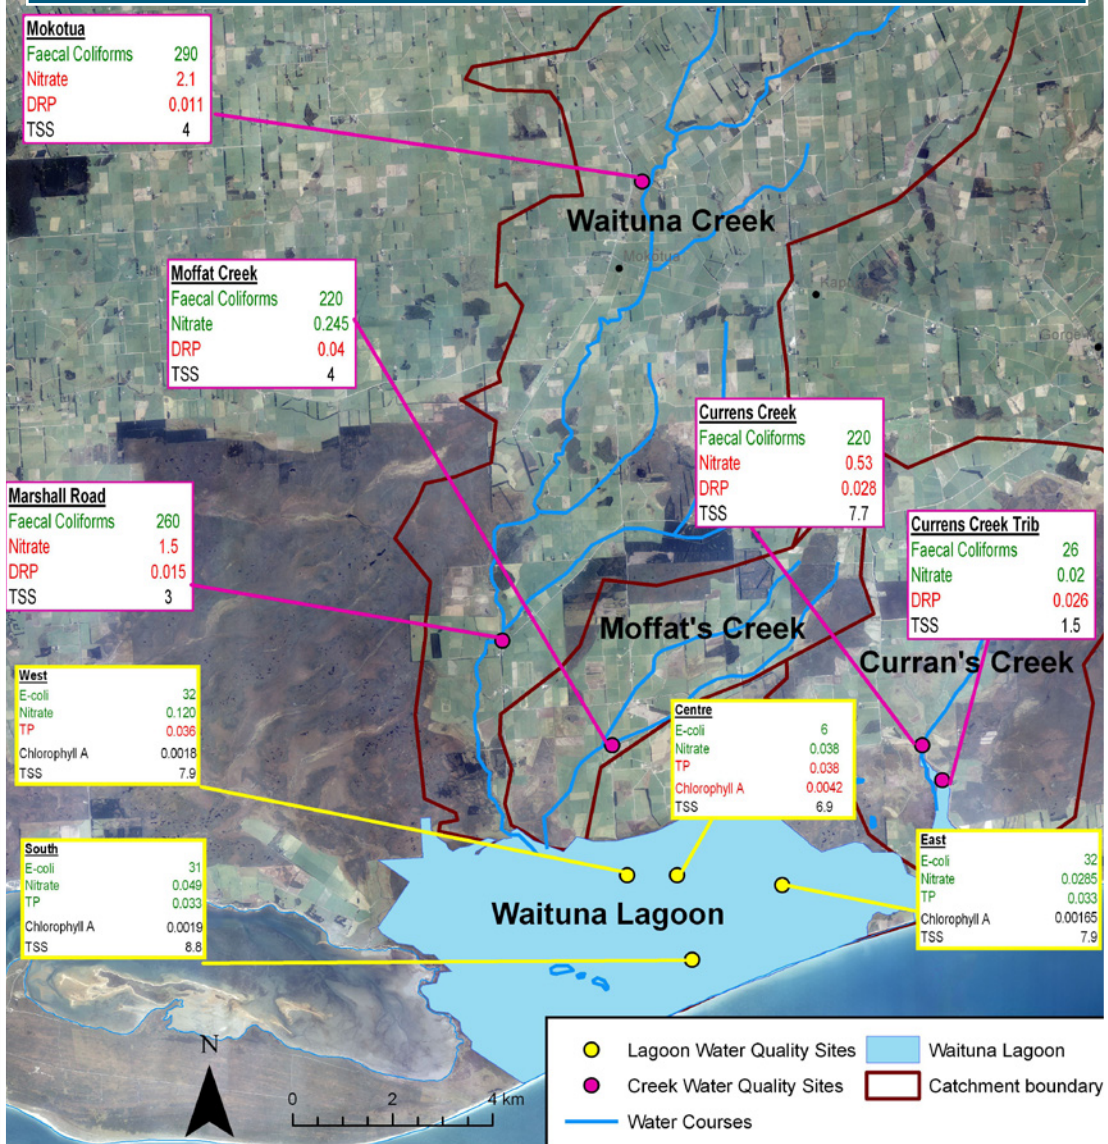 Mokotua
Faecal Coliforms 290
Nitrate 2.1
DRP 0.011
TSS 4
Waituna Creek
Mokotua
Moffat Creek
Faecal Coliforms 220
Nitrate 0.245
DRP 0.04
TSS 4
Currens Creek
Faecal Coliforms 220
Nitrate 0.53
DRP 0.028
TSS 7.7
Marshall Road
Faecal Coliforms 260
Nitrate 1.5
DRP 0.015
TSS 3
Currens Creek Trib
Faecal Coliforms 26
Nitrate 0.02
DRP 0.026
TSS 1.5
Moffat's Creek
Curran's Creek
West
E-coli 32
Nitrate 0.120
TP 0.036
Chlorophyll A 0.0018
TSS 7.9
Centre
E-coli 6
Nitrate 0.038
TP 0.038
Chlorophyll A 0.0042
TSS 6.9
South
E-coli 31
Nitrate 0.049
TP 0.033
Chlorophyll A 0.0019
TSS 8.8
East
E-coli 32
Nitrate 0.0285
TP 0.033
Chlorophyll A 0.00165
TSS 7.9
Waituna Lagoon
N
0 2 4 km
Lagoon Water Quality Sites
Waituna Lagoon
Creek Water Quality Sites
Catchment boundary
Water Courses